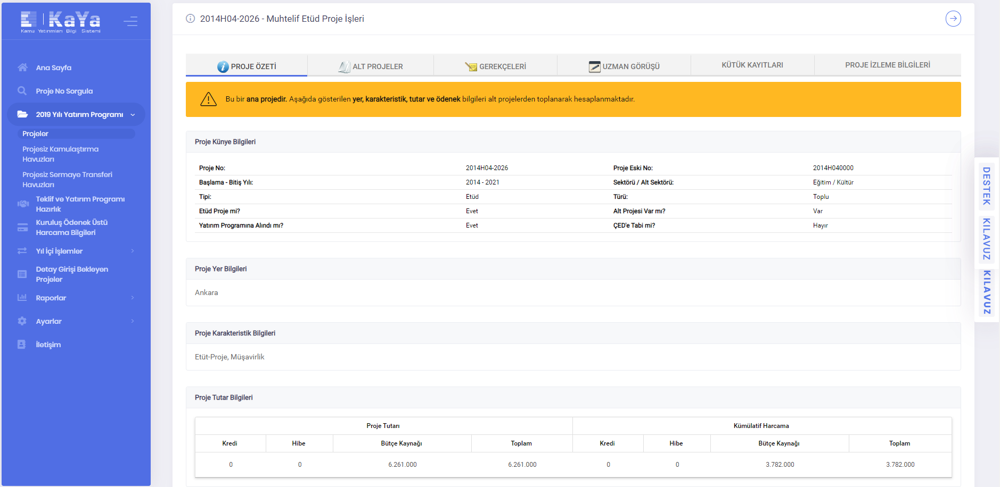 KaYa
Kamu Yatırımları Bilgi Sistemi
Ana Sayfa
Proje No Sorgula
2019 Yılı Yatırım Programı
Projeler
Projesiz Kamulaştırma
Havuzları
Projesiz Sermaye Transferi
Havuzları
Teklif ve Yatırım Programı
Hazırlık
Kuruluş Ödenek Üstü
Harcama Bilgileri
Yıl İçi İşlemler
Detay Girişi Bekleyen
Projeler
Raporlar
Ayarlar
İletişim
2014H04-2026 - Muhtelif Etüd Proje İşleri
PROJE ÖZETİ ALT PROJELER GEREKÇELERİ UZMAN GÖRÜŞÜ KÜTÜK KAYITLARI PROJE İZLEME BİLGİLERİ
Bu bir ana projedir. Aşağıda gösterilen yer, karakteristik, tutar ve ödenek bilgileri alt projelerden toplanarak hesaplanmaktadır.
Proje Künye Bilgileri
Proje No: 2014H04-2026 Proje Eski No: 2014H040000
Başlama - Bitiş Yılı: 2014 - 2021 Sektörü / Alt Sektörü: Eğitim / Kültür
Tipi: Etüd Türü: Toplu
Etüd Proje mi? Evet Alt Projesi Var mı? Var
Yatırım Programına Alındı mı? Evet ÇED'e Tabi mi? Hayır
Proje Yer Bilgileri
Ankara
Proje Karakteristik Bilgileri
Etüt-Proje, Müşavirlik
Proje Tutar Bilgileri
Proje Tutarı Kümülatif Harcama
Kredi Hibe Bütçe Kaynağı Toplam Kredi Hibe Bütçe Kaynağı Toplam
0 0 6.261.000 6.261.000 0 0 3.782.000 3.782.000
DESTEK
KILAVUZ
KILAVUZ